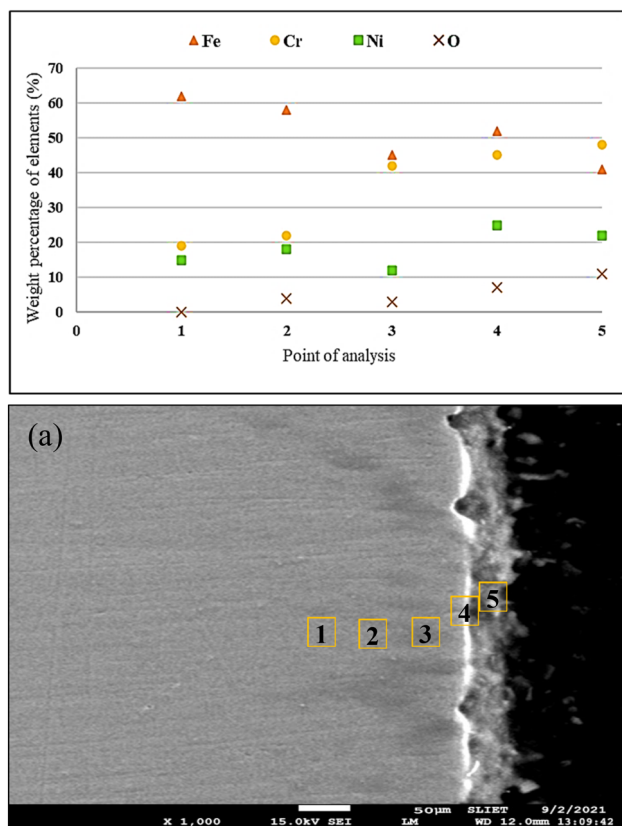 Fe Cr Ni O
70
60
50
40
30
20
10
0
0 1 2 3 4 5
Weight percentage of elements (%)
Point of analysis
(a)
1 2 3 4 5
50µm SLIET 9/2/2021
X 1,000 15.0kV SEI LM WD 12.0mm 13:09:42